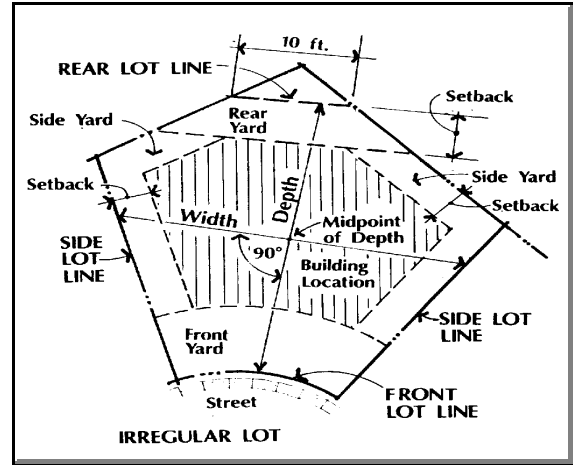 10 ft.
REAR LOT LINE
Setback
Rear
Yard
Side Yard
Side Yard
Setback
Setback
Width
Depth
Midpoint
of Depth
90°
SIDE
LOT
LINE
Building
Location
SIDE LOT
LINE
Front
Yard
FRONT
LOT LINE
Street
IRREGULAR LOT